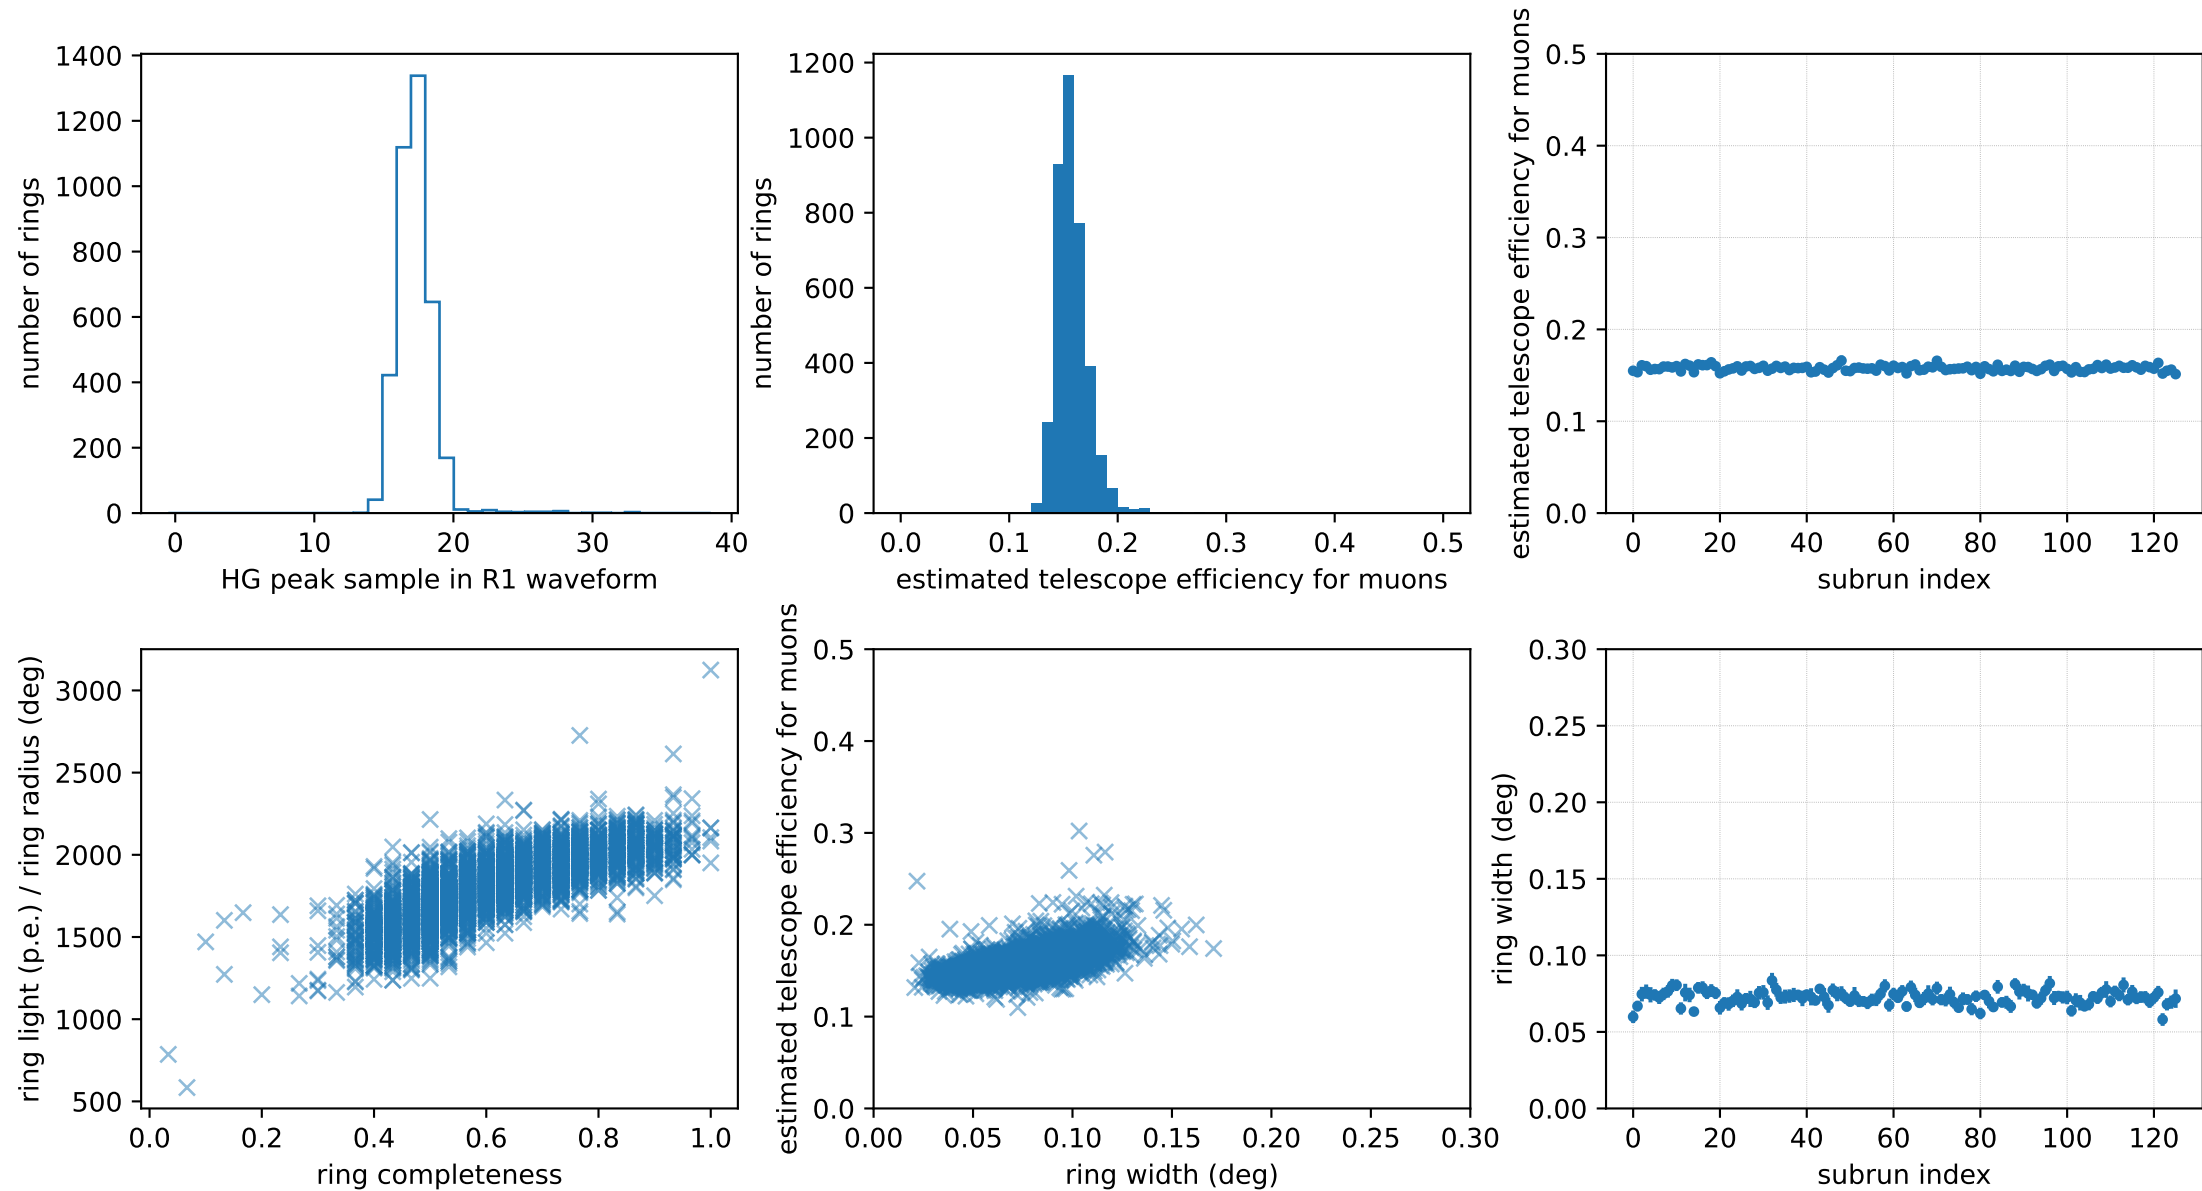 number of rings
1400
1200
1000
800
600
400
200
0
0 10 20 30 40
HG peak sample in R1 waveform
number of rings
1200
1000
800
600
400
200
0
0.0 0.1 0.2 0.3 0.4 0.5
estimated telescope efficiency for muons
estimated telescope efficiency for muons
0.5
0.4
0.3
0.2
0.1
0.0
0 20 40 60 80 100 120
subrun index
ring light (p.e.) / ring radius (deg)
3000
2500
2000
1500
1000
500
0.0 0.2 0.4 0.6 0.8 1.0
ring completeness
estimated telescope efficiency for muons
0.5
0.4
0.3
0.2
0.1
0.0
0.00 0.05 0.10 0.15 0.20 0.25 0.30
ring width (deg)
ring width (deg)
0.30
0.25
0.20
0.15
0.10
0.05
0.00
0 20 40 60 80 100 120
subrun index